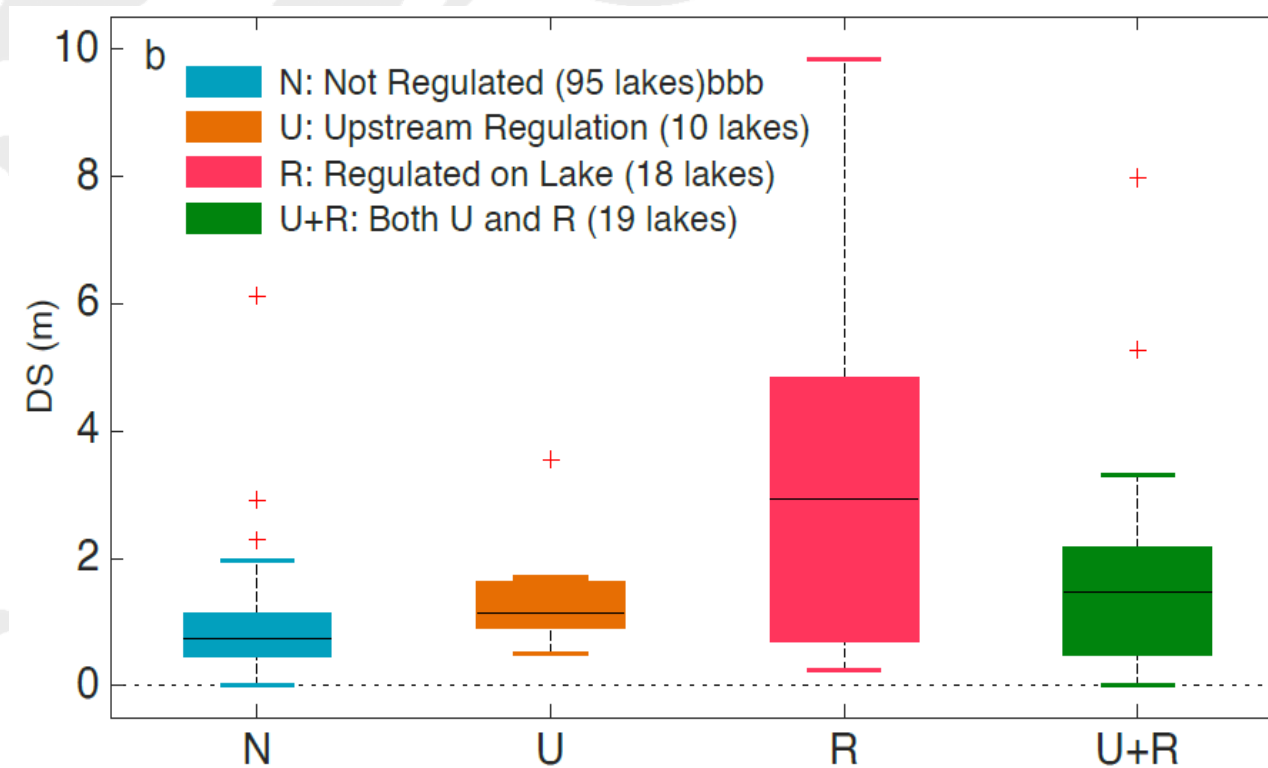 b
N: Not Regulated (95 lakes)bbb
U: Upstream Regulation (10 lakes)
R: Regulated on Lake (18 lakes)
U+R: Both U and R (19 lakes)
10
8
6
4
2
0
DS (m)
N U R U+R